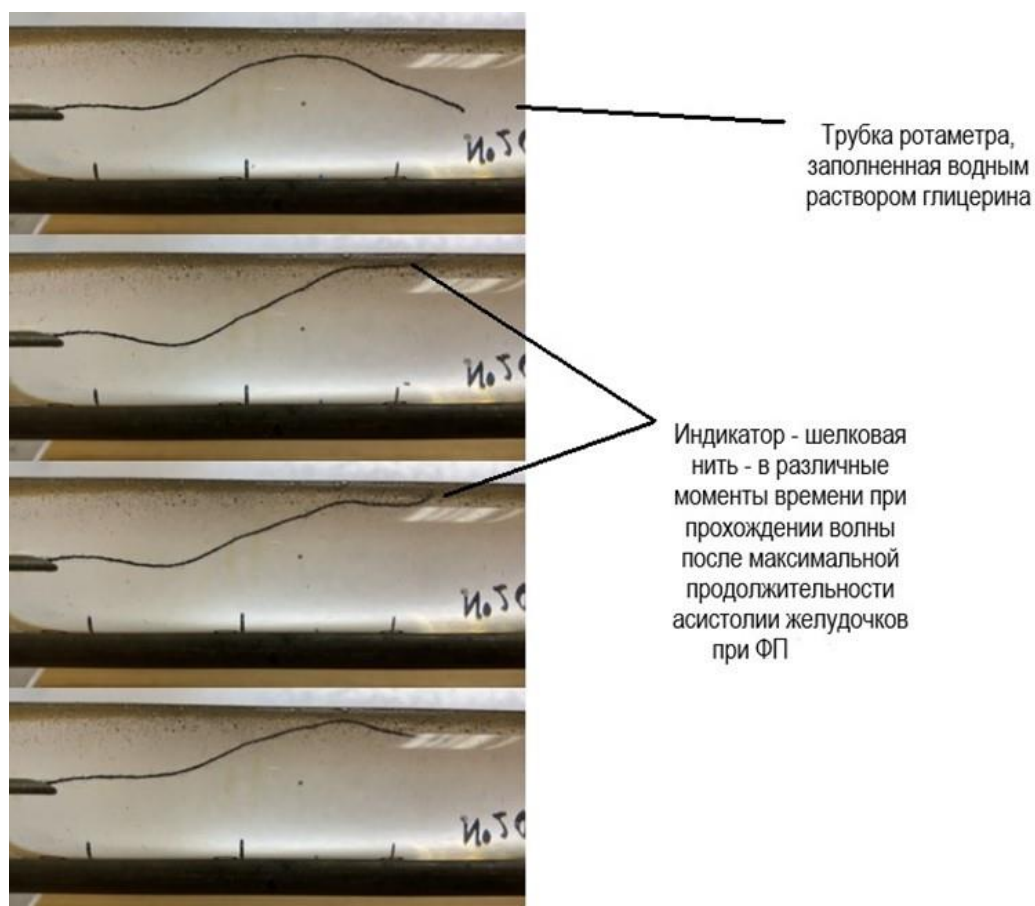 Трубка ротаметра,
заполненная водным
раствором глицерина
Индикатор - шелковая
нить - в различные
моменты времени при
прохождении волны
после максимальной
продолжительности
асистолии желудочков
при ФП